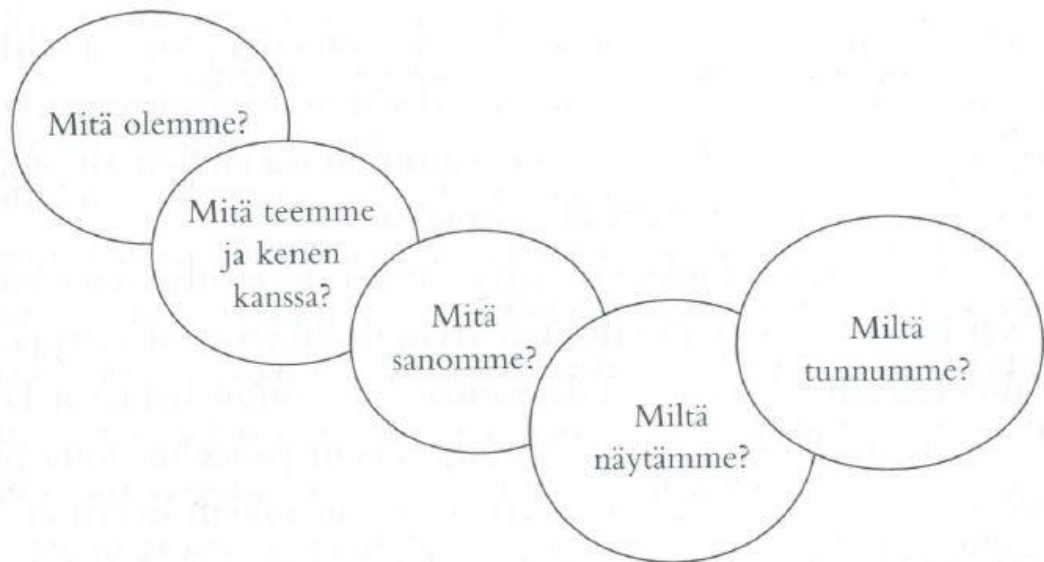 Mitä olemme?
Mitä teemme
ja kenen
kanssa?
Mitä
sanomme?
Miltä
näytämme?
Miltä
tunnumme?